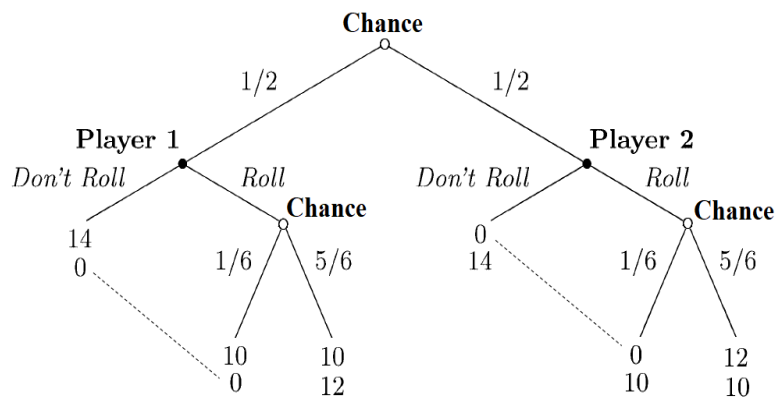 Chance
1/2 1/2
Player 1 Player 2
Don't Roll Roll Don't Roll Roll
Chance Chance
14 0
0 14
1/6 5/6 1/6 5/6
10 10 0 12
0 12 10 10